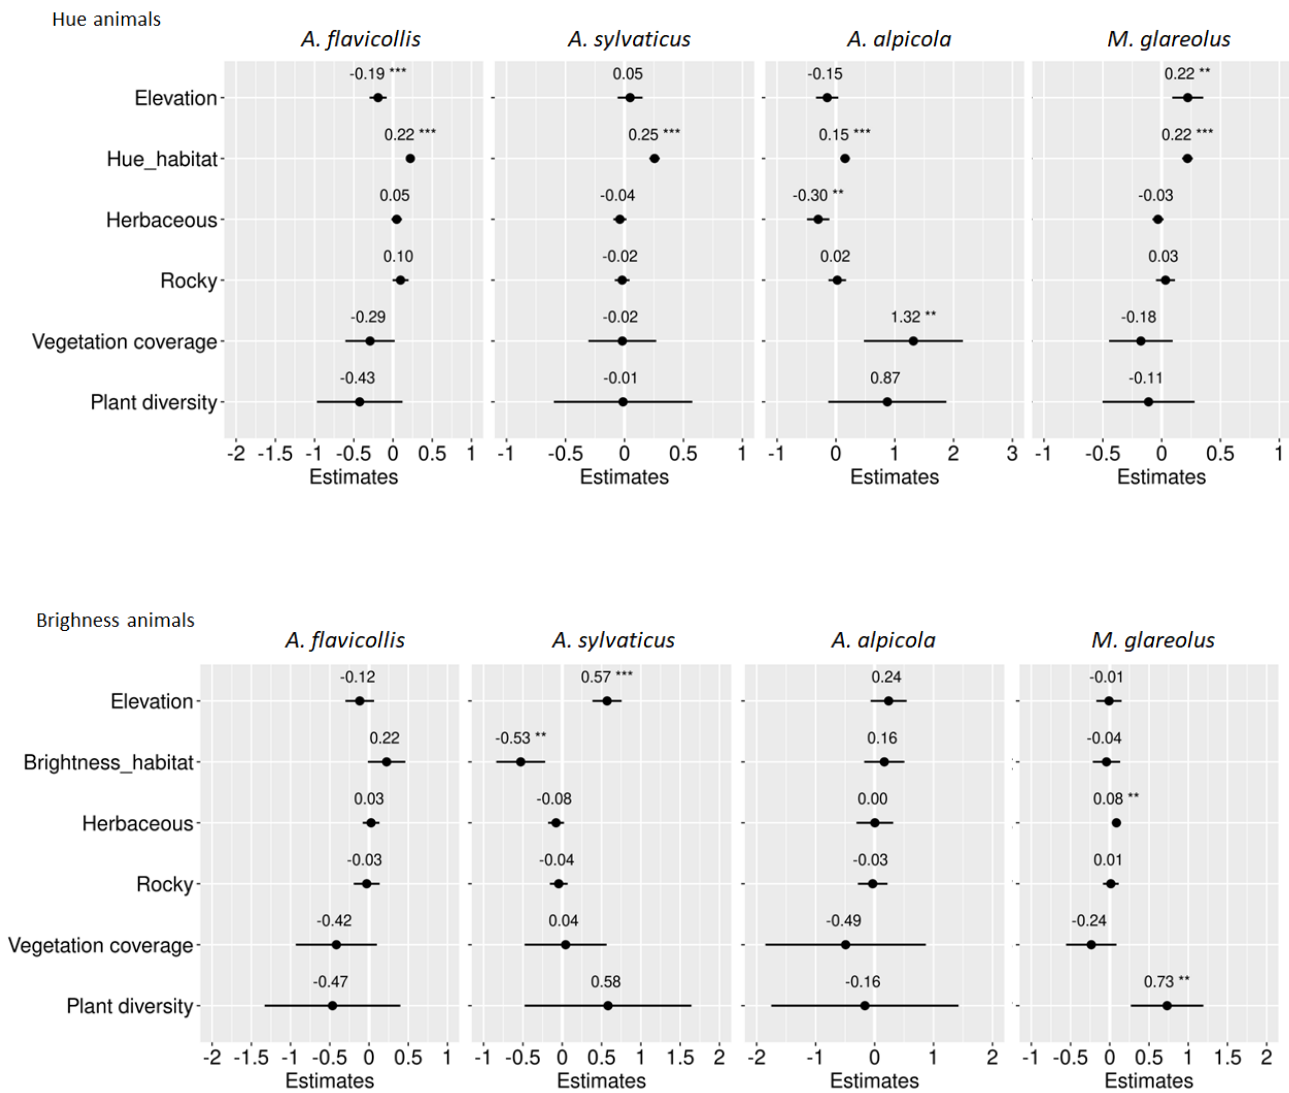 Hue animals
A. flavicollis A. sylvaticus A. alpicola M. glareolus
-0.19 *** 0.05 -0.15 0.22 **
Elevation
0.22 *** 0.25 *** 0.15 *** 0.22 ***
Hue_habitat
0.05 -0.04 -0.30 ** -0.03
Herbaceous
0.10 -0.02 0.02 0.03
Rocky
-0.29 -0.02 1.32 ** -0.18
Vegetation coverage
-0.43 -0.01 0.87 -0.11
Plant diversity
-2 -1.5 -1 -0.5 0 0.5 1 -1 -0.5 0 0.5 1 -1 0 1 2 3 -1 -0.5 0 0.5 1
Estimates Estimates Estimates Estimates
Brighness animals
A. flavicollis A. sylvaticus A. alpicola M. glareolus
-0.12 0.57 *** 0.24 -0.01
Elevation
0.22 -0.53 ** 0.16 -0.04
Brightness_habitat
0.03 -0.08 0.00 0.08 **
Herbaceous
-0.03 -0.04 -0.03 0.01
Rocky
-0.42 0.04 -0.49 -0.24
Vegetation coverage
-0.47 0.58 -0.16 0.73 **
Plant diversity
-2 -1.5 -1 -0.5 0 0.5 1 -1 -0.5 0 0.5 1 1.5 2 -2 -1 0 1 2 -1 -0.5 0 0.5 1 1.5 2
Estimates Estimates Estimates Estimates